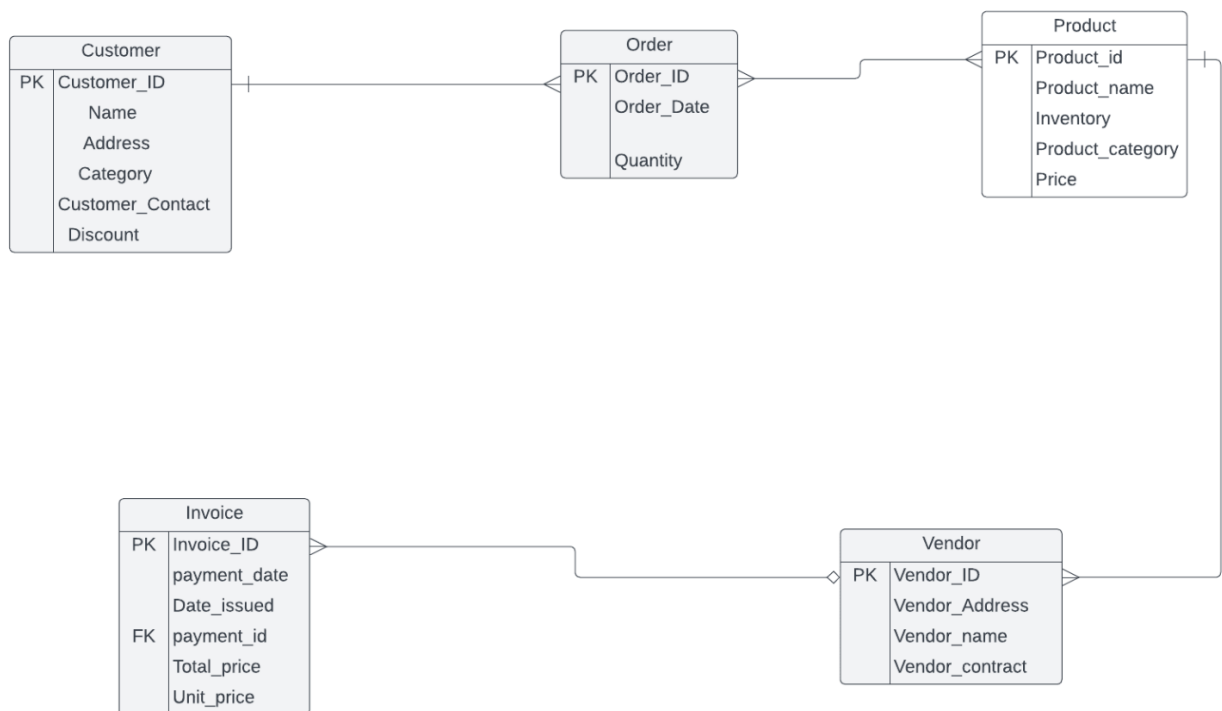 Customer
PK Customer_ID
Name
Address
Category
Customer_Contact
Discount
Order
PK Order_ID
Order_Date
Quantity
Product
PK Product_id
Product_name
Inventory
Product_category
Price
Invoice
PK Invoice_ID
payment_date
Date_issued
FK payment_id
Total_price
Unit_price
Vendor
PK Vendor_ID
Vendor_Address
Vendor_name
Vendor_contract